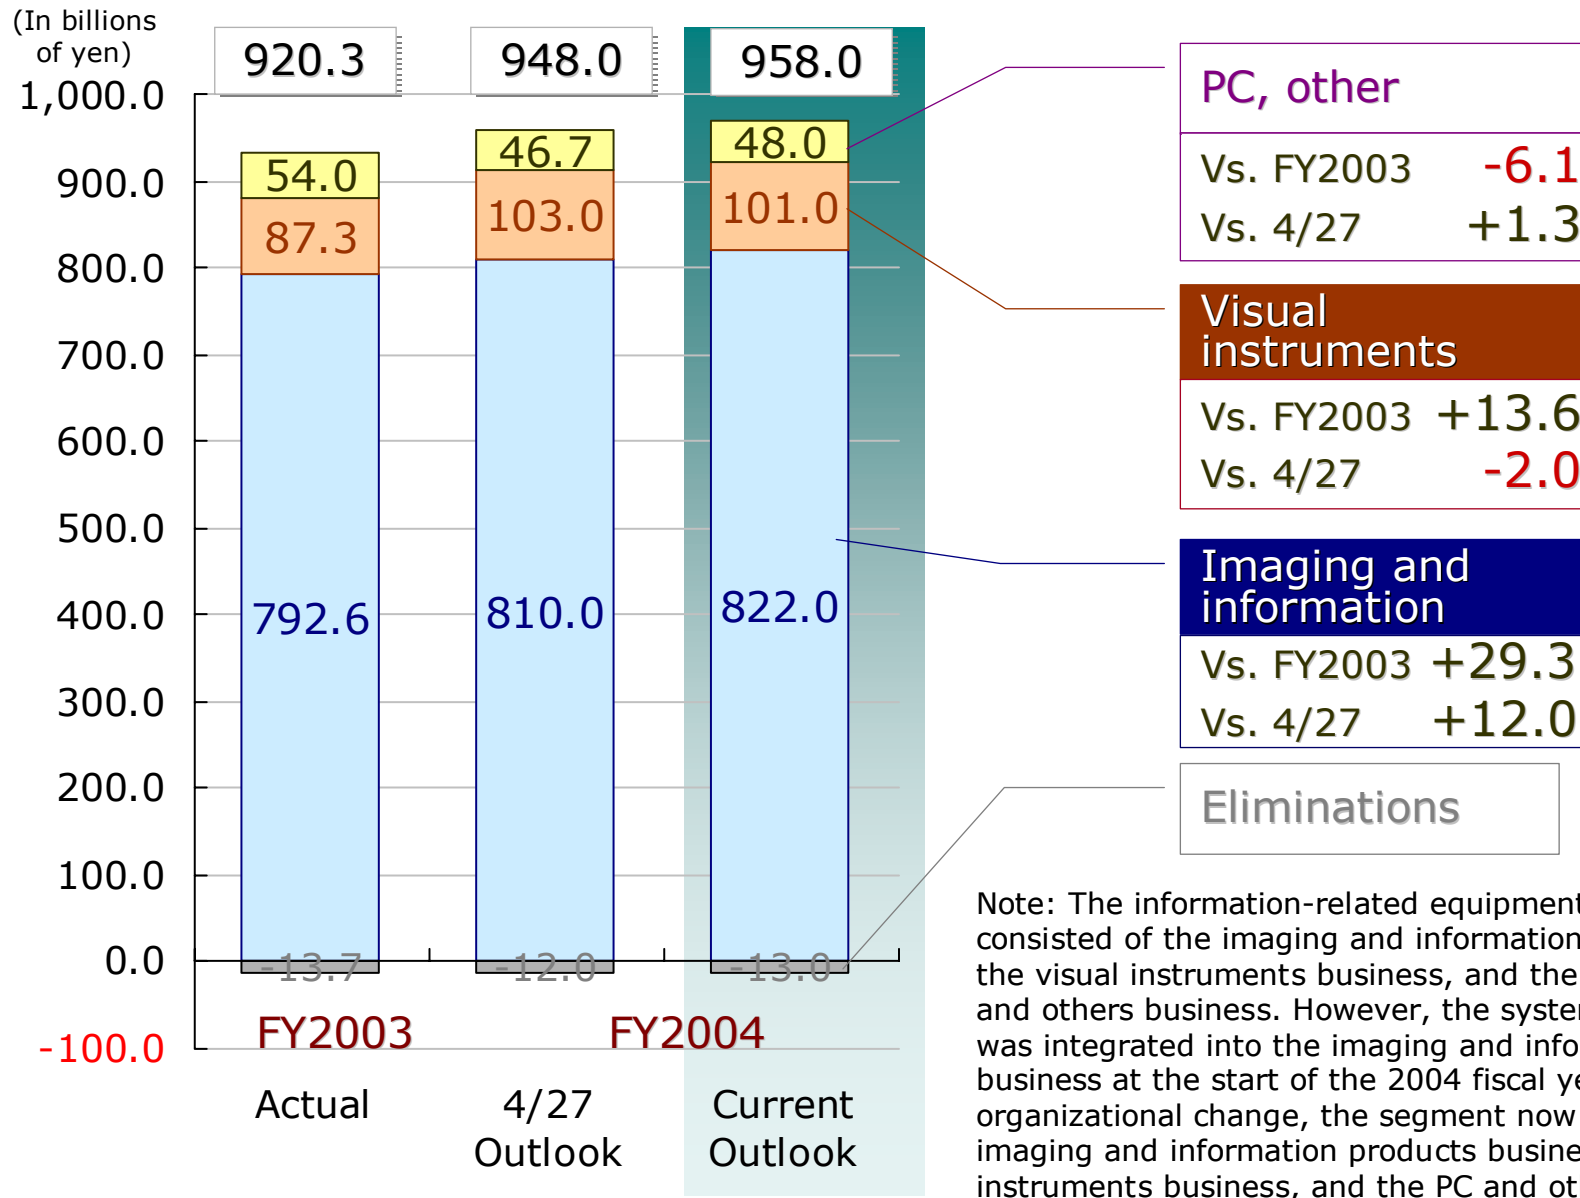 (In billions
of yen)
920.3
948.0
958.0
1,000.0
900.0
800.0
700.0
600.0
500.0
400.0
300.0
200.0
100.0
0.0
-100.0
54.0
46.7
48.0
87.3
103.0
101.0
792.6
810.0
822.0
-13.7
-12.0
-13.0
FY2003
FY2004
Actual
4/27
Outlook
Current
Outlook
PC, other
Vs. FY2003 -6.1
Vs. 4/27 +1.3
Visual
instruments
Vs. FY2003 +13.6
Vs. 4/27 -2.0
Imaging and
information
Vs. FY2003 +29.3
Vs. 4/27 +12.0
Eliminations
Note: The information-related equipment
consisted of the imaging and information
the visual instruments business, and the
and others business. However, the system
was integrated into the imaging and info
business at the start of the 2004 fiscal ye
organizational change, the segment now
imaging and information products busine
instruments business, and the PC and ot